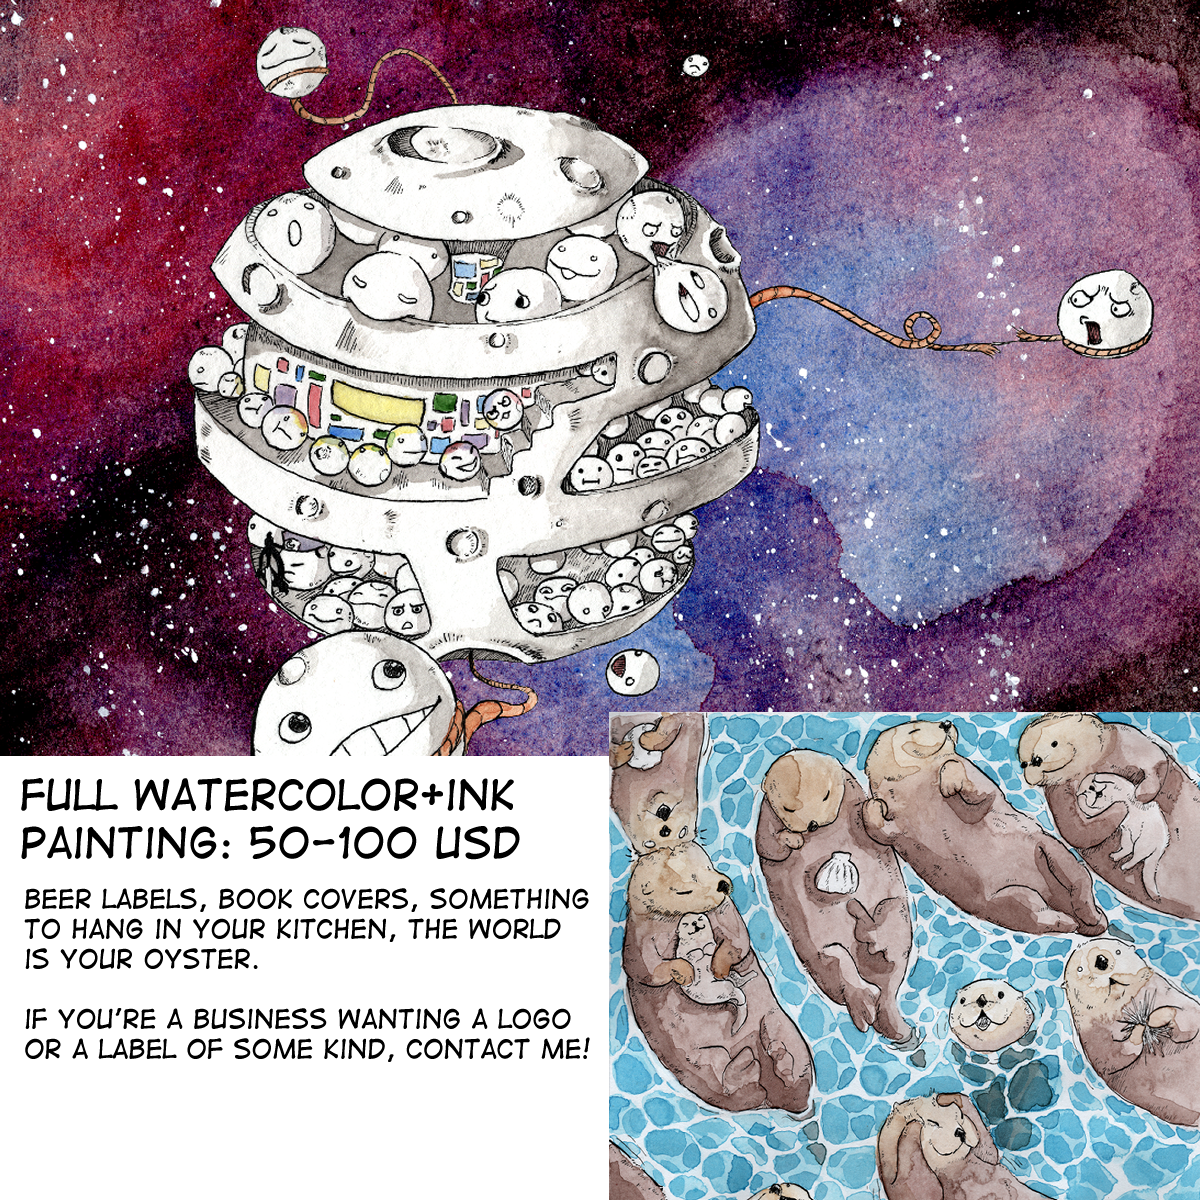 FULL WATERCOLOR+INK
PAINTING: 50-100 USD
BEER LABELS, BOOK COVERS, SOMETHING
TO HANG IN YOUR KITCHEN, THE WORLD
IS YOUR OYSTER.
IF YOU'RE A BUSINESS WANTING A LOGO
OR A LABEL OF SOME KIND, CONTACT ME!